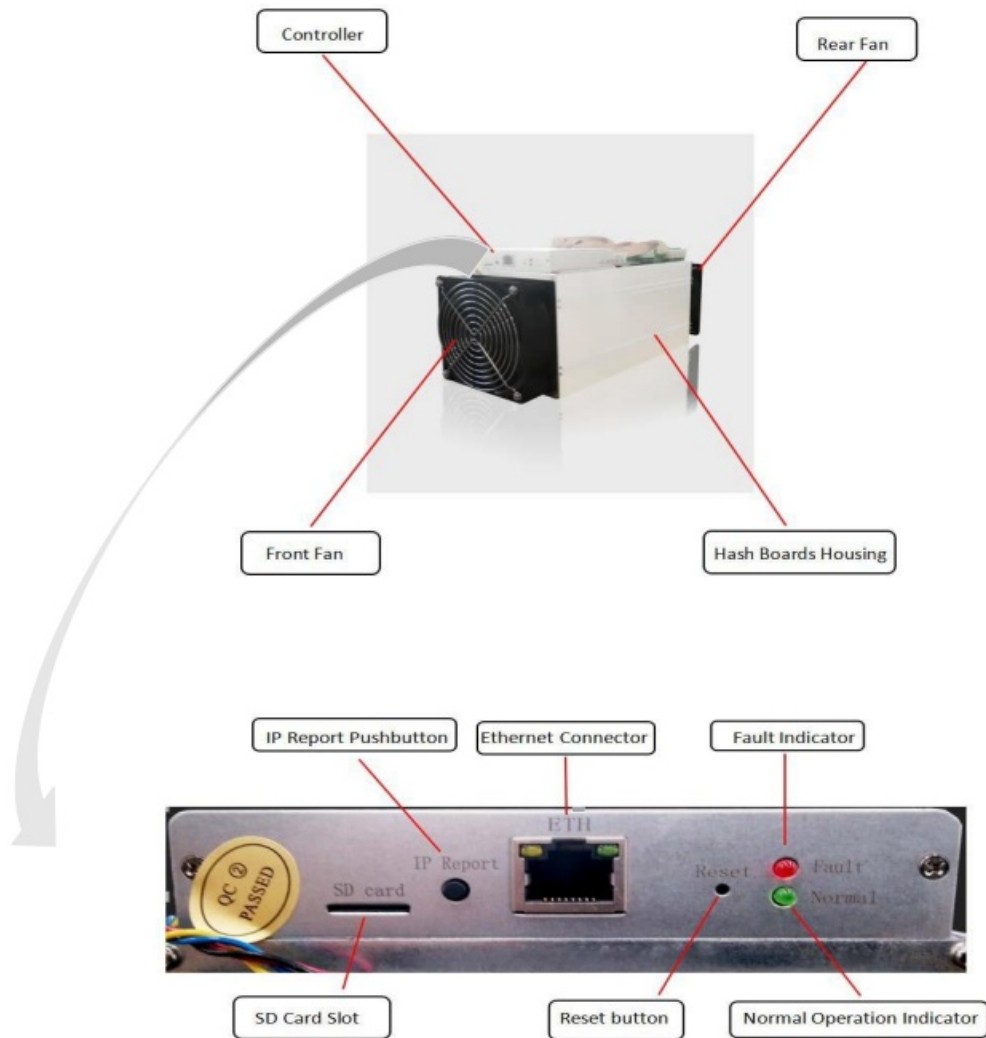 Controller
Rear Fan
Front Fan
Hash Boards Housing
IP Report Pushbutton
Ethernet Connector
Fault Indicator
ETH
IP Report
SD card
Reset
Fault
Normal
QC ②
PASSED
SD Card Slot
Reset button
Normal Operation Indicator